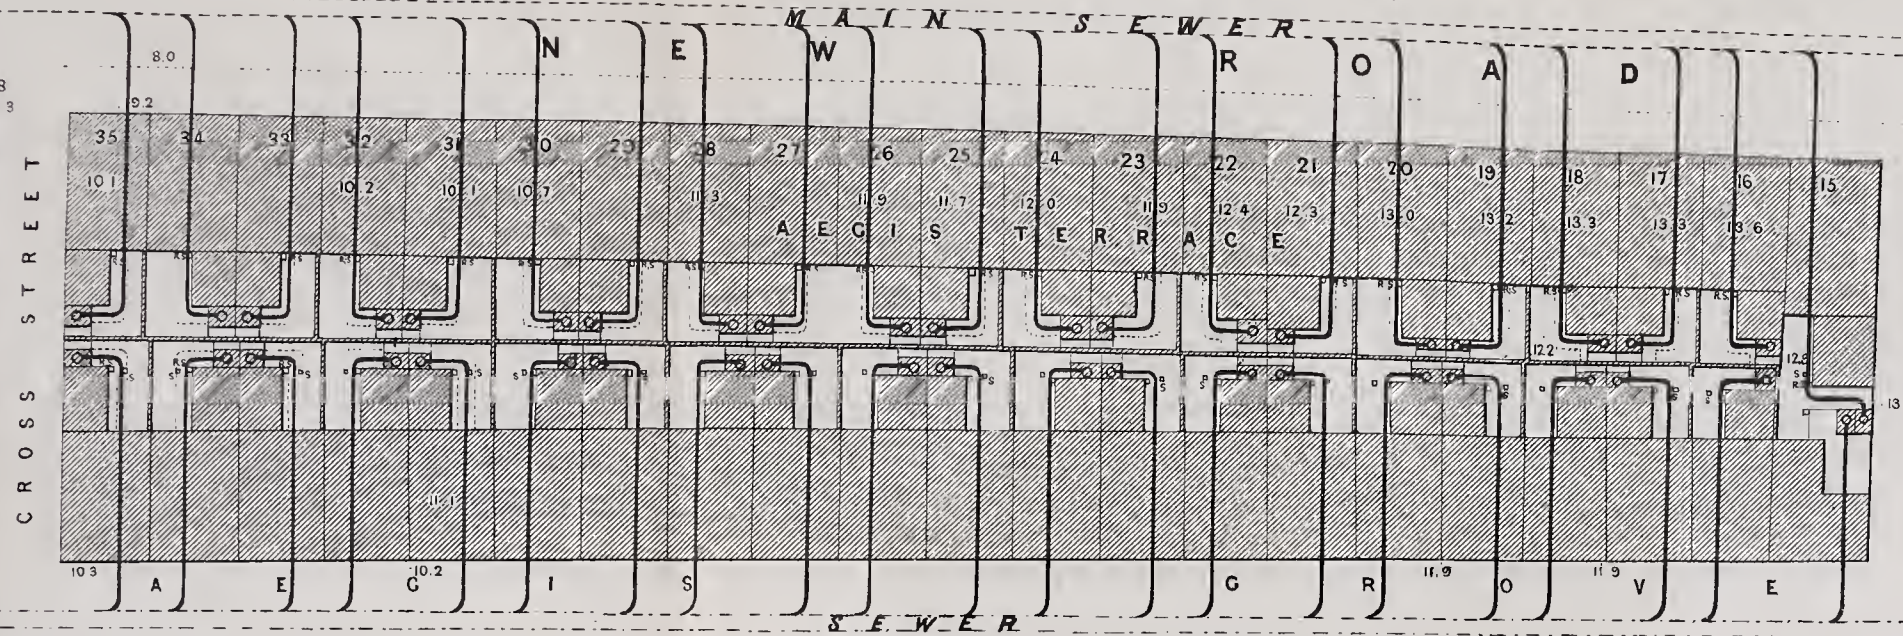 MAIN SEWER
NEW ROAD
8.0
8
3
9.2
35 34 33 32 31 30 29 28 27 26 25 24 23 22 21 20 19 18 17 16 15
10.1 10.2 10.1 10.7 11.3 11.9 11.7 12.0 11.9 12.4 12.3 13.0 13.2 13.3 13.3 13.6
AEGIS TERRACE
CROSS STREET
R.S R.S R.S R.S R.S R.S R.S R.S R.S R.S R.S R.S R.S R.S R.S R.S R.S R.S
12.2 12.8
S
R
13
R S S S S S S S S S
11.1
10.3 10.2 11.9 11.9
AEGIS GROVE
SEWER